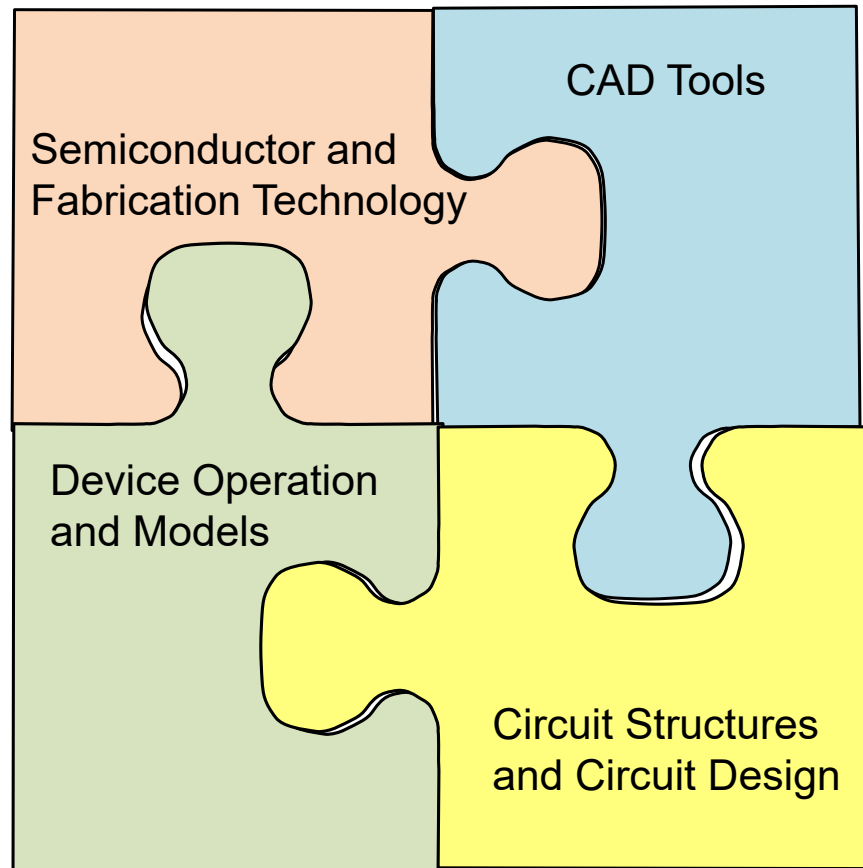 CAD Tools
Semiconductor and
Fabrication Technology
Device Operation
and Models
Circuit Structures
and Circuit Design